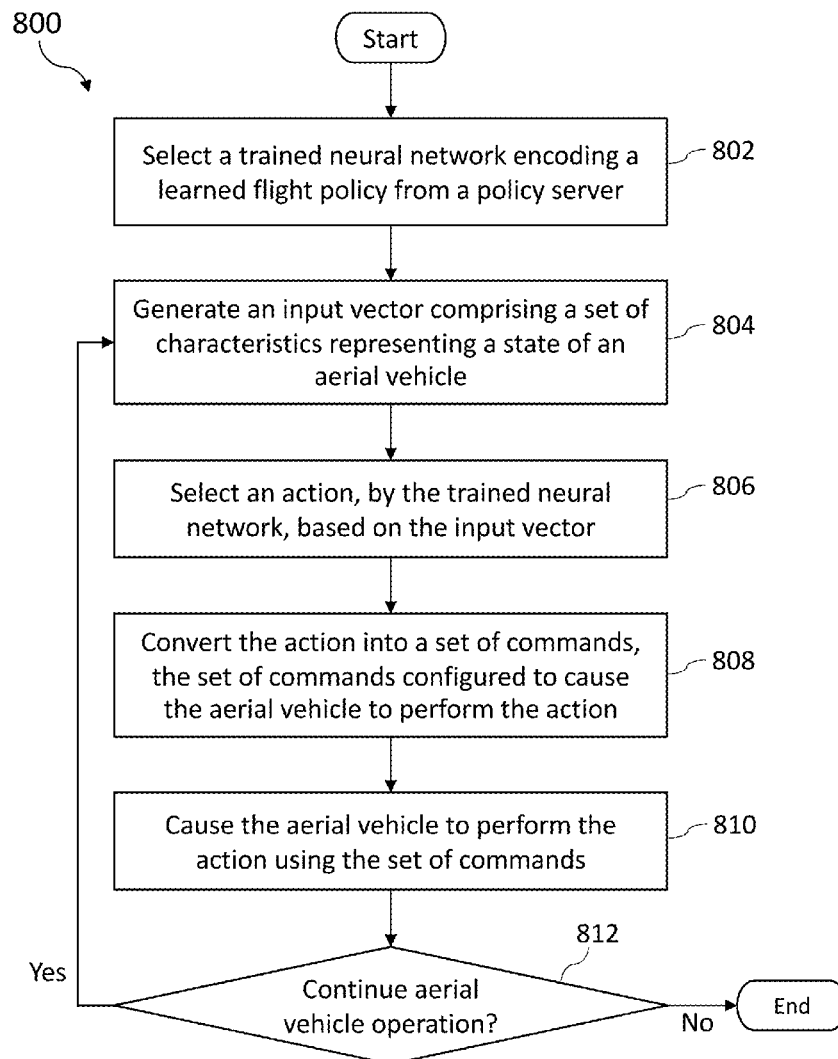 800
Start
Select a trained neural network encoding a
learned flight policy from a policy server
802
Generate an input vector comprising a set of
characteristics representing a state of an
aerial vehicle
804
Select an action, by the trained neural
network, based on the input vector
806
Convert the action into a set of commands,
the set of commands configured to cause
the aerial vehicle to perform the action
808
Cause the aerial vehicle to perform the
action using the set of commands
810
812
Yes
Continue aerial
vehicle operation?
No
End